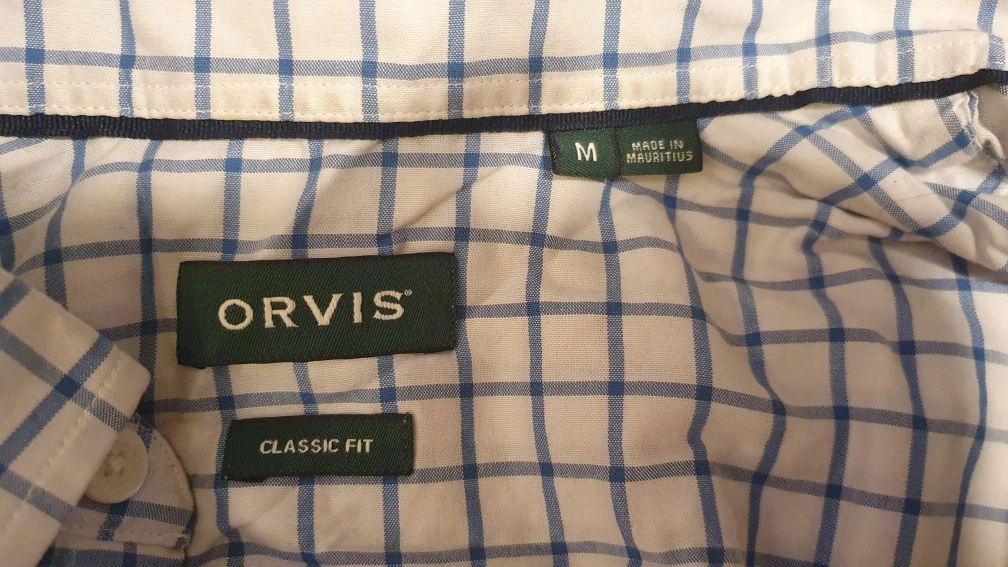 M
MADE IN
MAURITIUS
ORVIS®
CLASSIC FIT